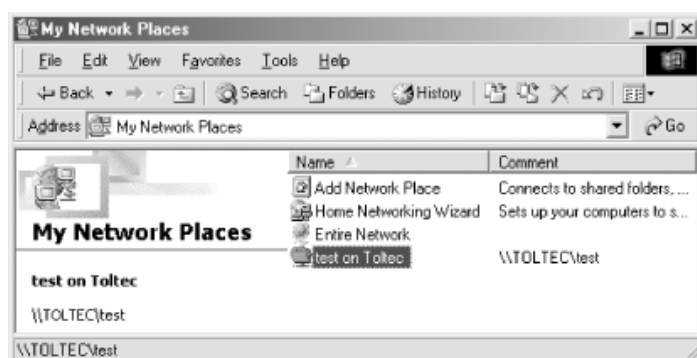 My Network Places
File Edit View Favorites Tools Help
Back Search Folders History
Address My Network Places Go
Name Comment
Add Network Place Connects to shared folders, ...
Home Networking Wizard Sets up your computers to s...
Entire Network
test on Toltec \\TOLTEC\test
My Network Places
test on Toltec
\\TOLTEC\test
\\TOLTEC\test